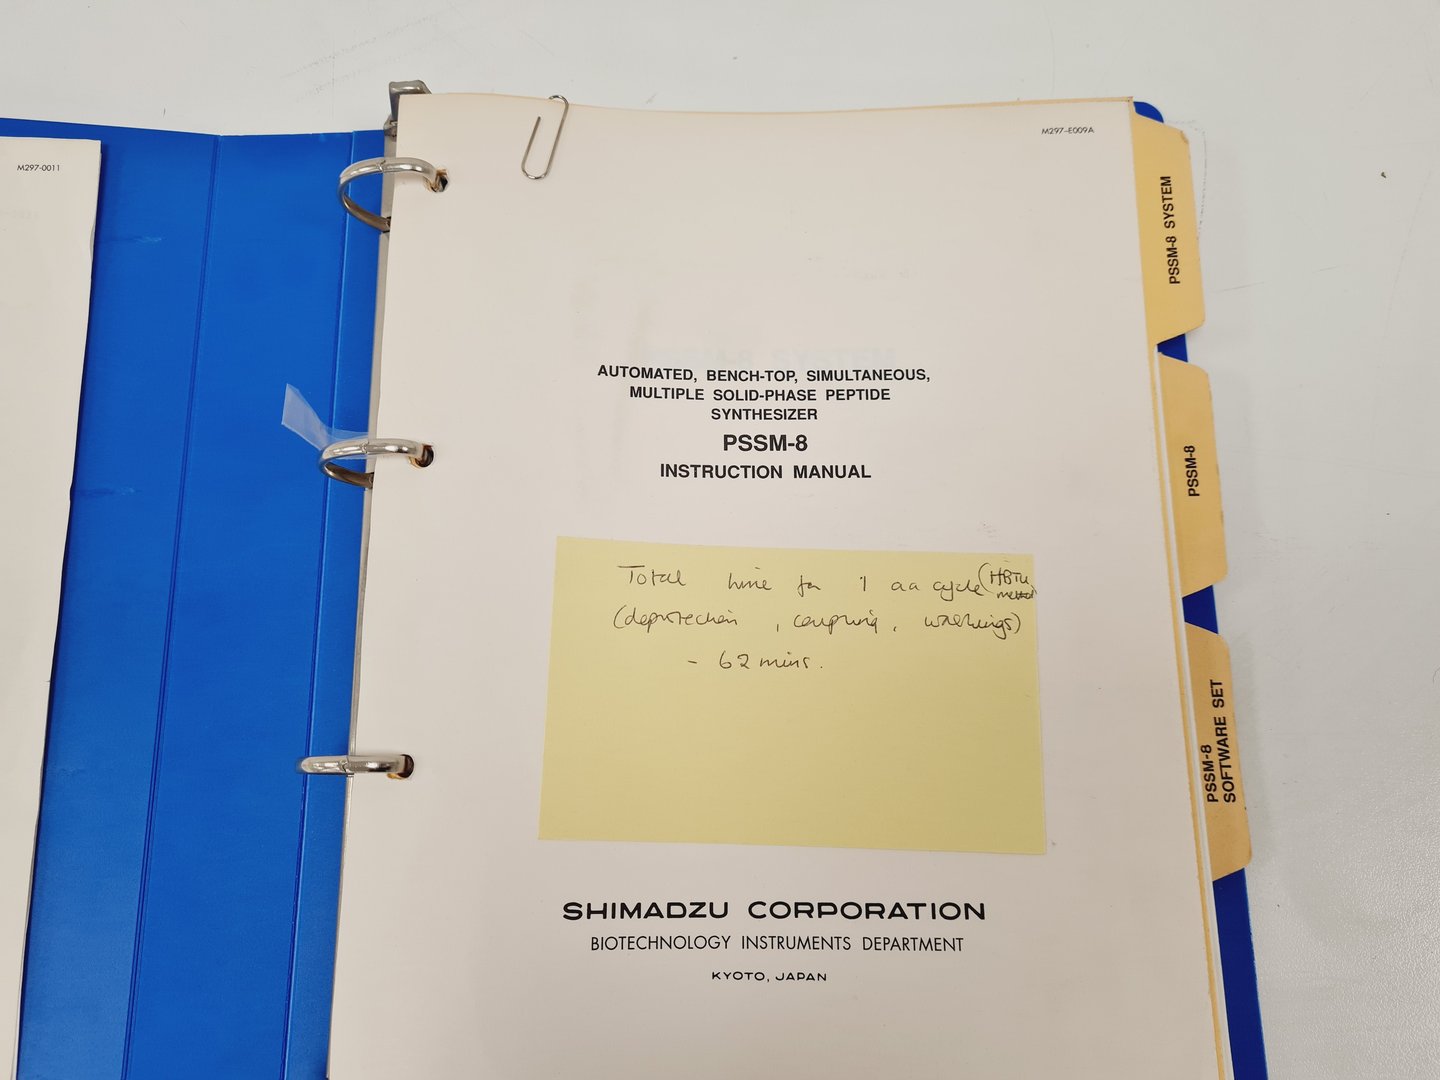 M297-0011
M297-E009A
AUTOMATED, BENCH-TOP, SIMULTANEOUS,
MULTIPLE SOLID-PHASE PEPTIDE
SYNTHESIZER
PSSM-8
INSTRUCTION MANUAL
Total time for 1 aa cycle (HBTU
method
(deprotection , coupling , washings)
- 62 mins.
SHIMADZU CORPORATION
BIOTECHNOLOGY INSTRUMENTS DEPARTMENT
KYOTO, JAPAN
PSSM-8 SYSTEM
PSSM-8
PSSM-8
SOFTWARE SET